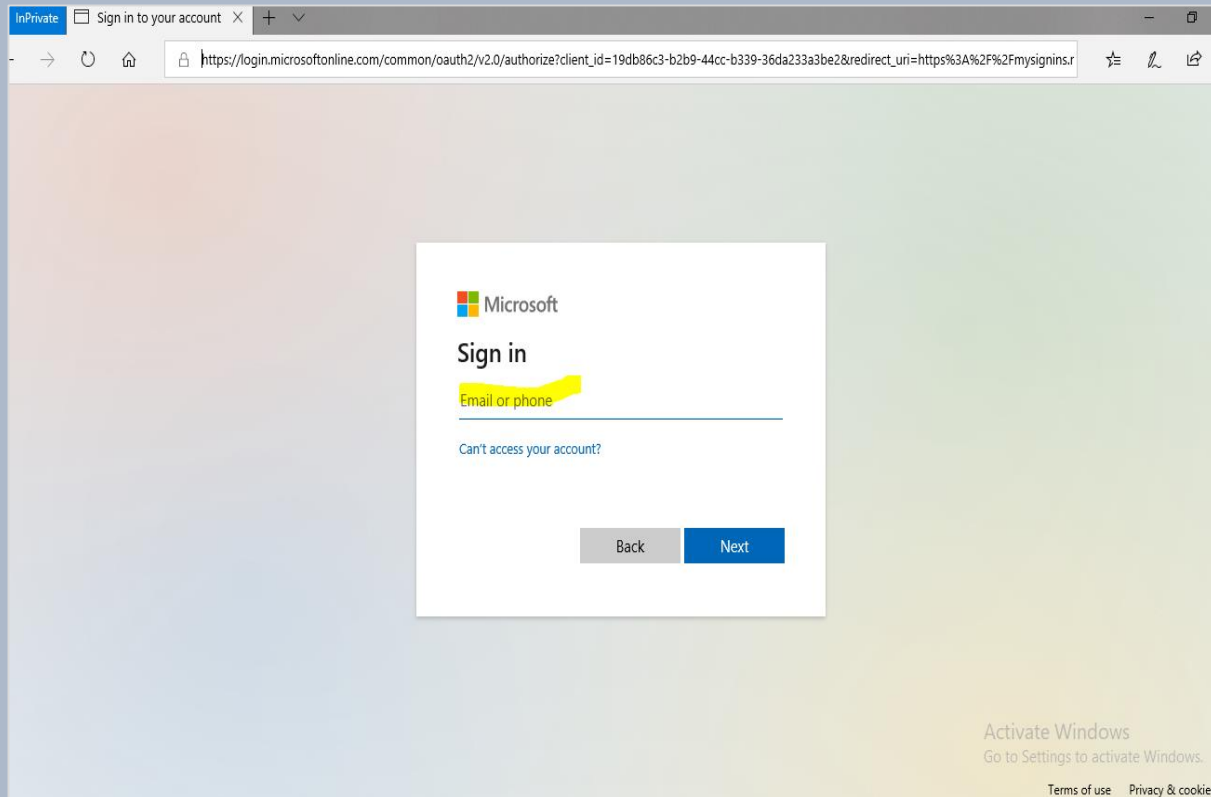 InPrivate Sign in to your account
https://login.microsoftonline.com/common/oauth2/v2.0/authorize?client_id=19db86c3-b2b9-44cc-b339-36da233a3be2&redirect_uri=https%3A%2F%2Fmysignins.r
Microsoft
Sign in
Email or phone
Can't access your account?
Back Next
Activate Windows
Go to Settings to activate Windows.
Terms of use Privacy & cookie